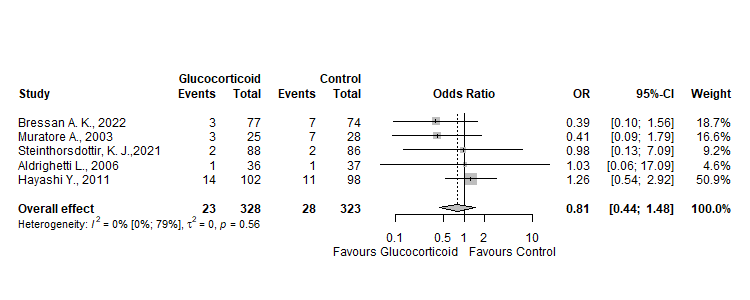 Glucocorticoid Control
Study Events Total Events Total Odds Ratio OR 95%-CI Weight
Bressan A. K., 2022 3 77 7 74 0.39 [0.10; 1.56] 18.7%
Muratore A., 2003 3 25 7 28 0.41 [0.09; 1.79] 16.6%
Steinthorsdottir, K. J.,2021 2 88 2 86 0.98 [0.13; 7.09] 9.2%
Aldrighetti L., 2006 1 36 1 37 1.03 [0.06; 17.09] 4.6%
Hayashi Y., 2011 14 102 11 98 1.26 [0.54; 2.92] 50.9%
Overall effect 23 328 28 323 0.81 [0.44; 1.48] 100.0%
Heterogeneity: I² = 0% [0%; 79%], τ² = 0, p = 0.56
0.1 0.5 1 2 10
Favours Glucocorticoid Favours Control